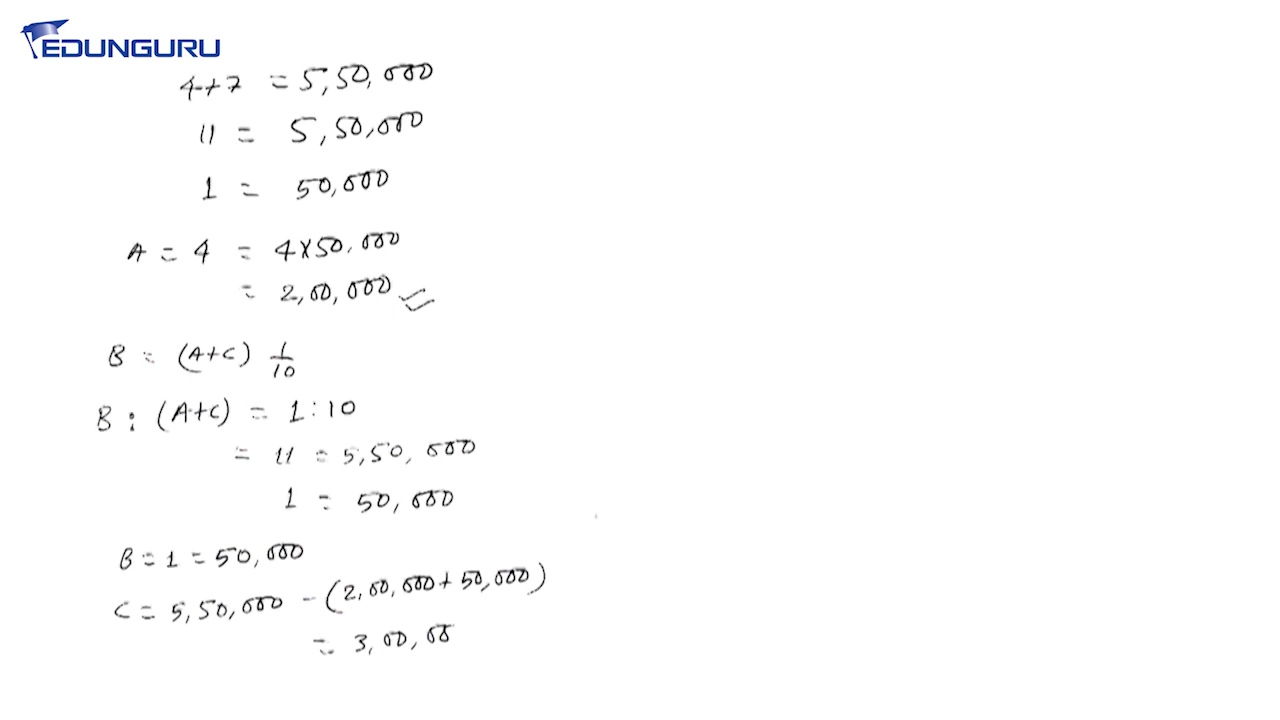 EDUNGURU
4+7 = 5,50,000
11 = 5,50,000
1 = 50,000
A = 4 = 4×50,000
= 2,00,000
B = (A+C) 1/10
B : (A+C) = 1:10
= 11 = 5,50,000
1 = 50,000
B = 1 = 50,000
C = 5,50,000 - (2,00,000 + 50,000)
= 3,00,00